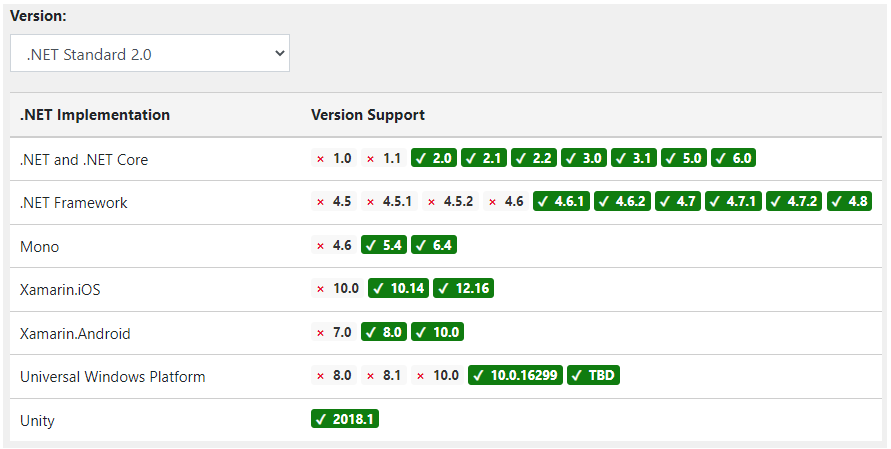 Version:
.NET Standard 2.0
.NET Implementation Version Support
.NET and .NET Core × 1.0 × 1.1 ✓ 2.0 ✓ 2.1 ✓ 2.2 ✓ 3.0 ✓ 3.1 ✓ 5.0 ✓ 6.0
.NET Framework × 4.5 × 4.5.1 × 4.5.2 × 4.6 ✓ 4.6.1 ✓ 4.6.2 ✓ 4.7 ✓ 4.7.1 ✓ 4.7.2 ✓ 4.8
Mono × 4.6 ✓ 5.4 ✓ 6.4
Xamarin.iOS × 10.0 ✓ 10.14 ✓ 12.16
Xamarin.Android × 7.0 ✓ 8.0 ✓ 10.0
Universal Windows Platform × 8.0 × 8.1 × 10.0 ✓ 10.0.16299 ✓ TBD
Unity ✓ 2018.1